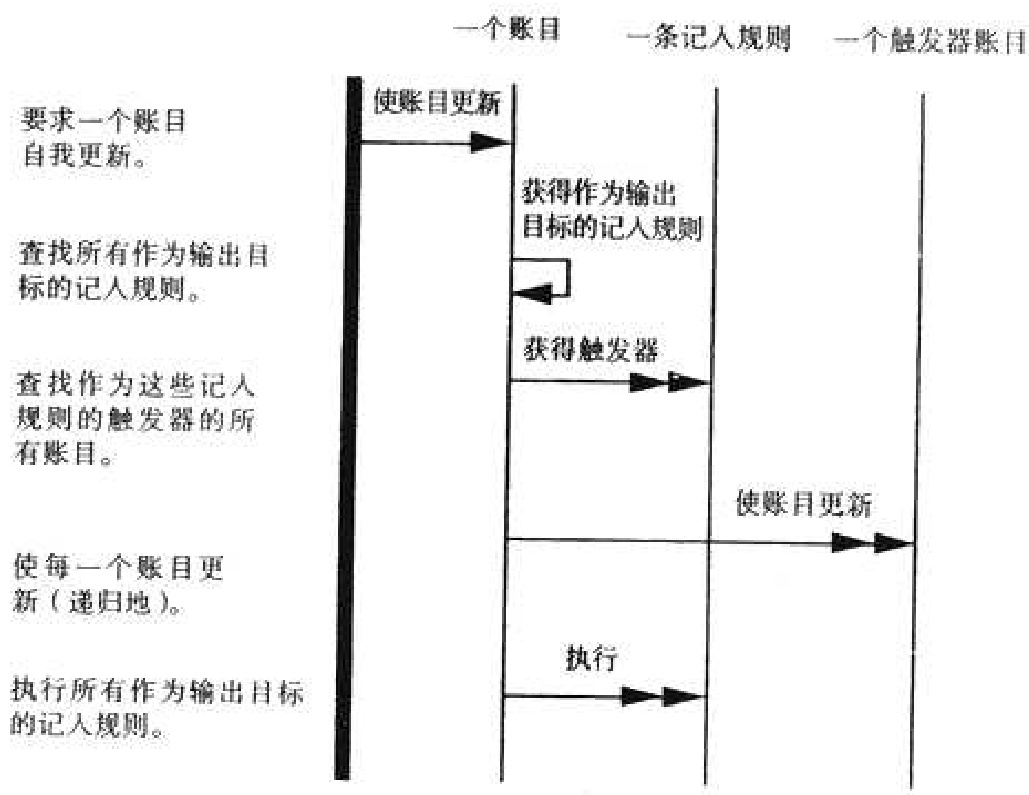 一个账目 一条记入规则 一个触发器账目
使账目更新
要求一个账目
自我更新。
获得作为输出
目标的记入规则
查找所有作为输出目
标的记入规则。
获得触发器
查找作为这些记入
规则的触发器的所
有账目。
使账目更新
使每一个账目更
新（递归地）。
执行
执行所有作为输出目标
的记入规则。